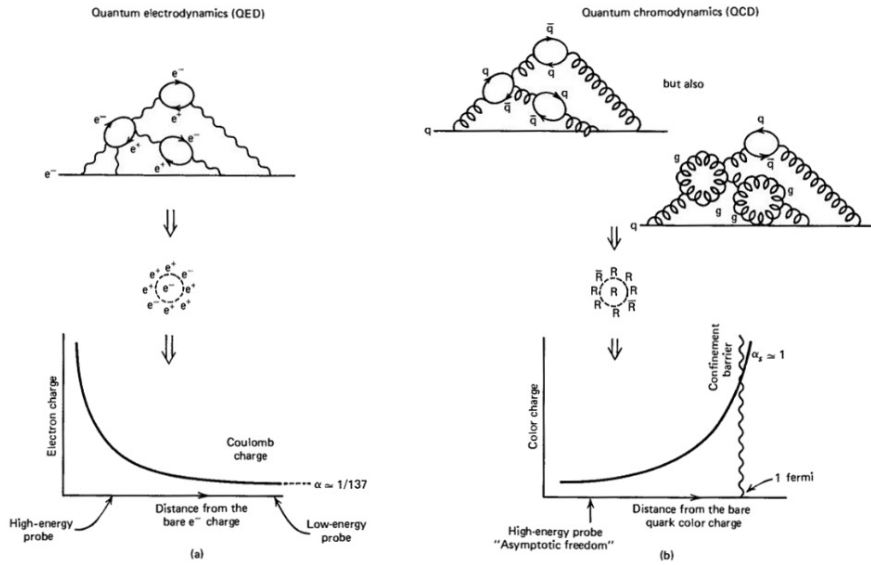 Quantum electrodynamics (QED)
e⁻
e⁻
e⁺
e⁻
e⁺
e⁺
e⁻
e⁺ e⁺ e⁻
e⁺ e⁻ e⁺
e⁻ e⁺ e⁺
Electron charge
Coulomb
charge
α ≃ 1/137
Distance from the
bare e⁻ charge
High-energy
probe
Low-energy
probe
(a)
Quantum chromodynamics (QCD)
q̄
q
q
q̄
q
q̄
q
but also
q
q̄
g
g
g
q
R̄ R R
R R R
R R R̄
Color charge
Confinement
barrier
αₛ ≃ 1
1 fermi
Distance from the bare
quark color charge
High-energy probe
"Asymptotic freedom"
(b)